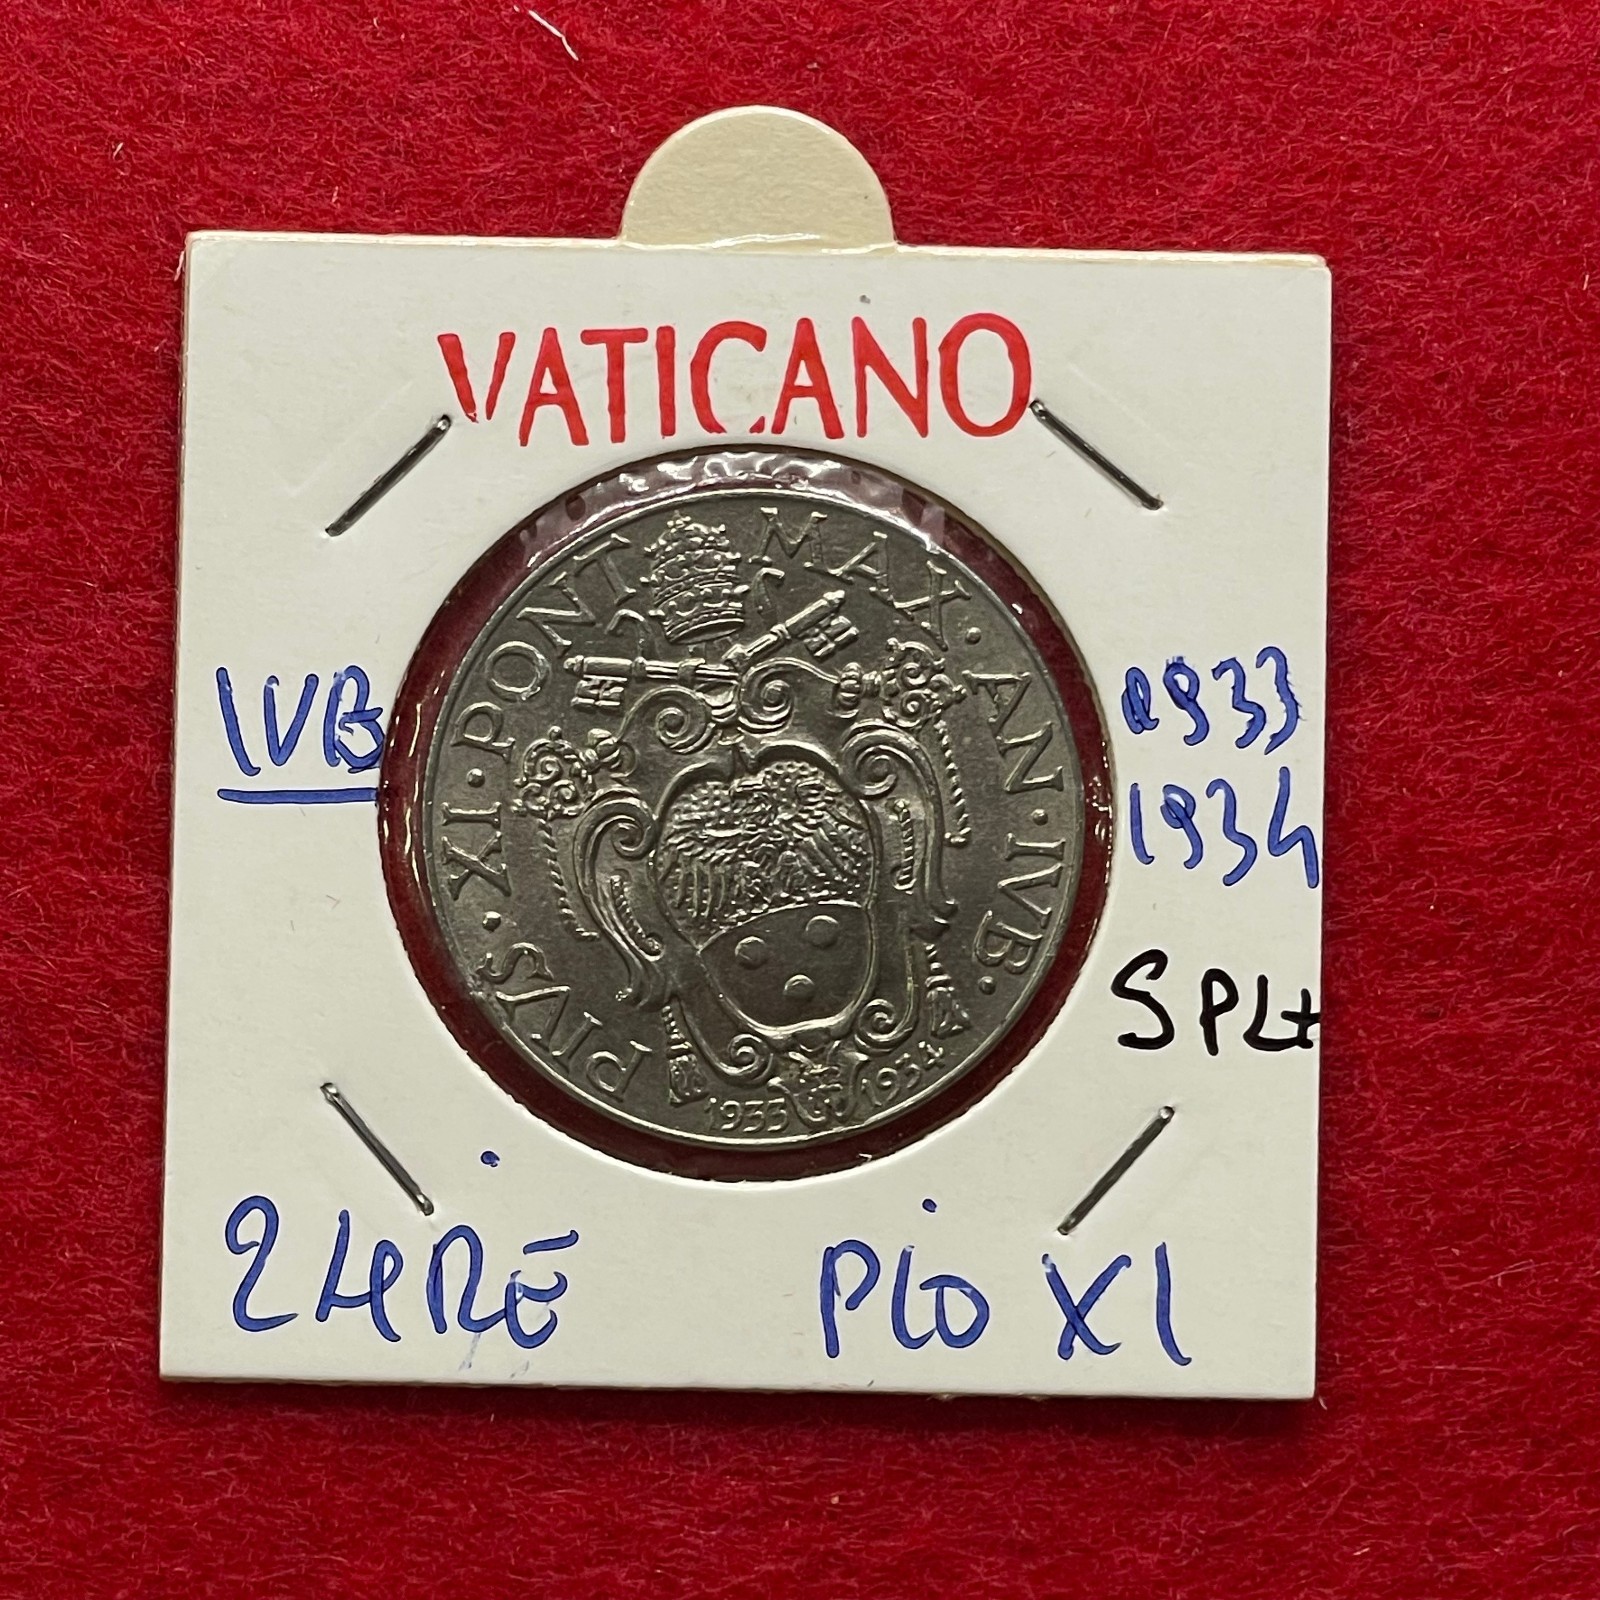 VATICANO
IVB
1933
1934
SPL+
PIVS·XI·PONT MAX·AN·IVB·
1933 1934
2 LIRE
PIO XI